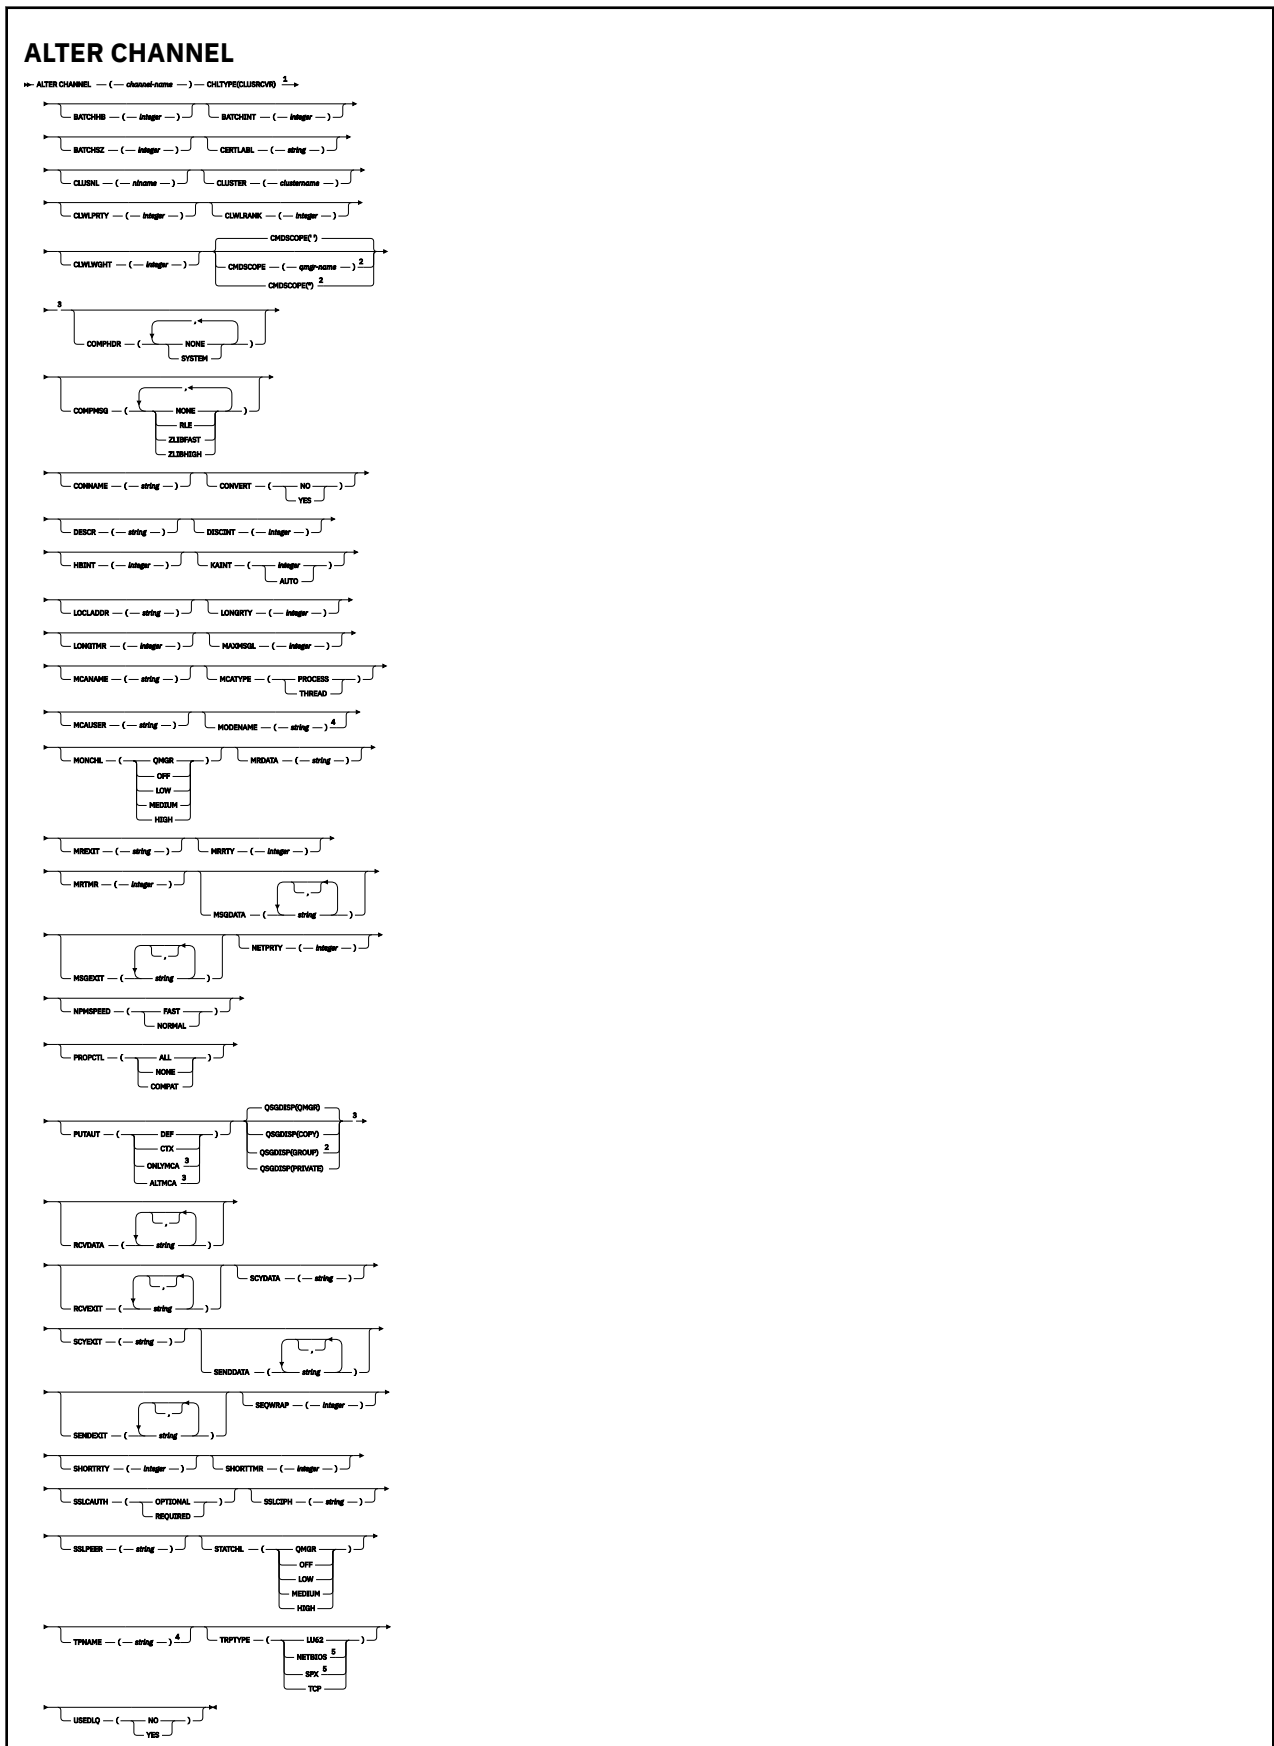 ALTER CHANNEL
ALTER CHANNEL ( channel-name ) CHLTYPE(CLUSRCVR) 1
BATCHHB ( integer ) BATCHINT ( integer )
BATCHSZ ( integer ) CERTLABL ( string )
CLUSNL ( nlname ) CLUSTER ( clustername )
CLWLPRTY ( integer ) CLWLRANK ( integer )
CMDSCOPE(' ')
CLWLWGHT ( integer ) CMDSCOPE ( qmgr-name ) 2
CMDSCOPE(*) 2
3
,
COMPHDR ( NONE )
SYSTEM
,
COMPMSG ( NONE )
RLE
ZLIBFAST
ZLIBHIGH
CONNAME ( string ) CONVERT ( NO )
YES
DESCR ( string ) DISCINT ( integer )
HBINT ( integer ) KAINT ( integer )
AUTO
LOCLADDR ( string ) LONGRTY ( integer )
LONGTMR ( integer ) MAXMSGL ( integer )
MCANAME ( string ) MCATYPE ( PROCESS )
THREAD
MCAUSER ( string ) MODENAME ( string ) 4
MONCHL ( QMGR ) MRDATA ( string )
OFF
LOW
MEDIUM
HIGH
MREXIT ( string ) MRRTY ( integer )
MRTMR ( integer )
,
MSGDATA ( string )
,
NETPRTY ( integer )
MSGEXIT ( string )
NPMSPEED ( FAST )
NORMAL
PROPCTL ( ALL )
NONE
COMPAT
QSGDISP(QMGR) 3
PUTAUT ( DEF ) QSGDISP(COPY)
CTX QSGDISP(GROUP) 2
ONLYMCA 3 QSGDISP(PRIVATE)
ALTMCA 3
,
RCVDATA ( string )
,
SCYDATA ( string )
RCVEXIT ( string )
SCYEXIT ( string )
,
SENDDATA ( string )
,
SEQWRAP ( integer )
SENDEXIT ( string )
SHORTRTY ( integer ) SHORTTMR ( integer )
SSLCAUTH ( OPTIONAL ) SSLCIPH ( string )
REQUIRED
SSLPEER ( string ) STATCHL ( QMGR )
OFF
LOW
MEDIUM
HIGH
TPNAME ( string ) 4 TRPTYPE ( LU62 )
NETBIOS 5
SPX 5
TCP
USEDLQ ( NO )
YES